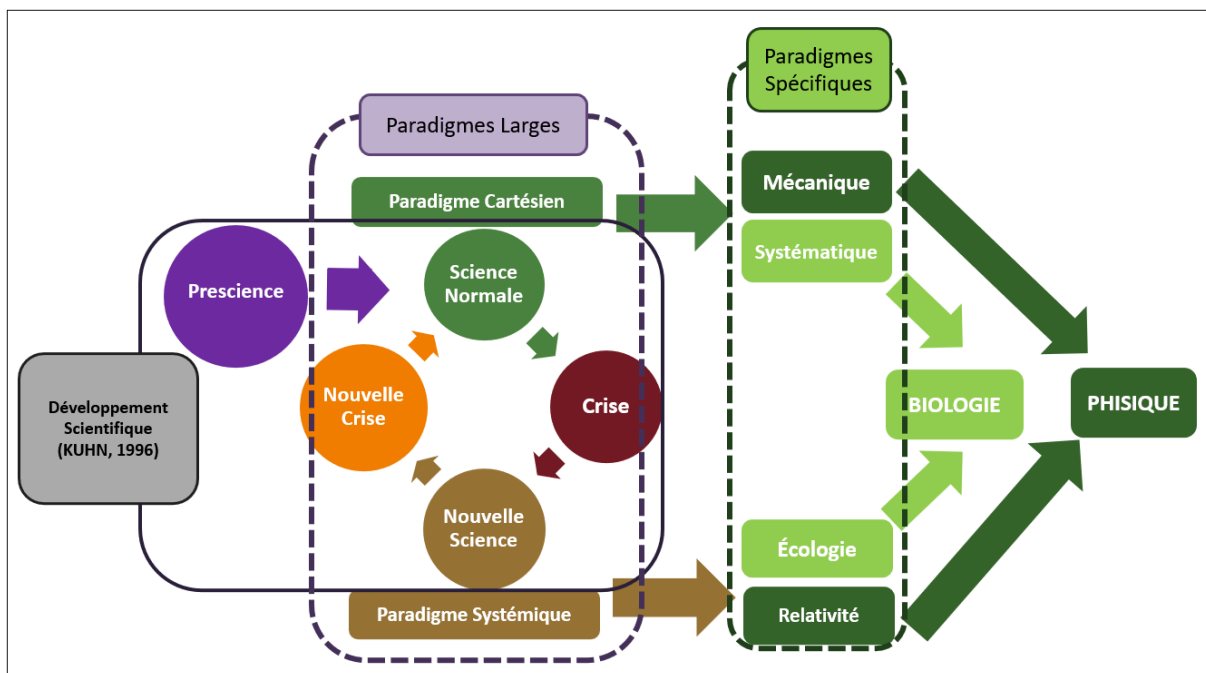 Paradigmes
Spécifiques
Paradigmes Larges
Mécanique
Paradigme Cartésien
Systématique
Science
Normale
Prescience
Nouvelle
Crise
Crise
BIOLOGIE
PHISIQUE
Développement
Scientifique
(KUHN, 1996)
Nouvelle
Science
Écologie
Paradigme Systémique
Relativité